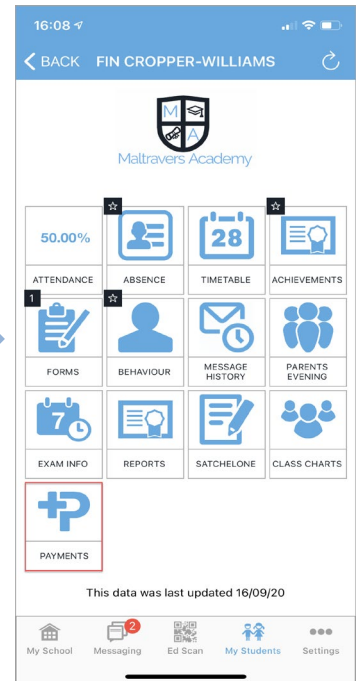 16:08
BACK FIN CROPPER-WILLIAMS
M
A
Maltravers Academy
50.00%
28
ATTENDANCE ABSENCE TIMETABLE ACHIEVEMENTS
1
FORMS BEHAVIOUR MESSAGE HISTORY PARENTS EVENING
7
EXAM INFO REPORTS SATCHELONE CLASS CHARTS
+P
PAYMENTS
This data was last updated 16/09/20
2
My School Messaging Ed Scan My Students Settings